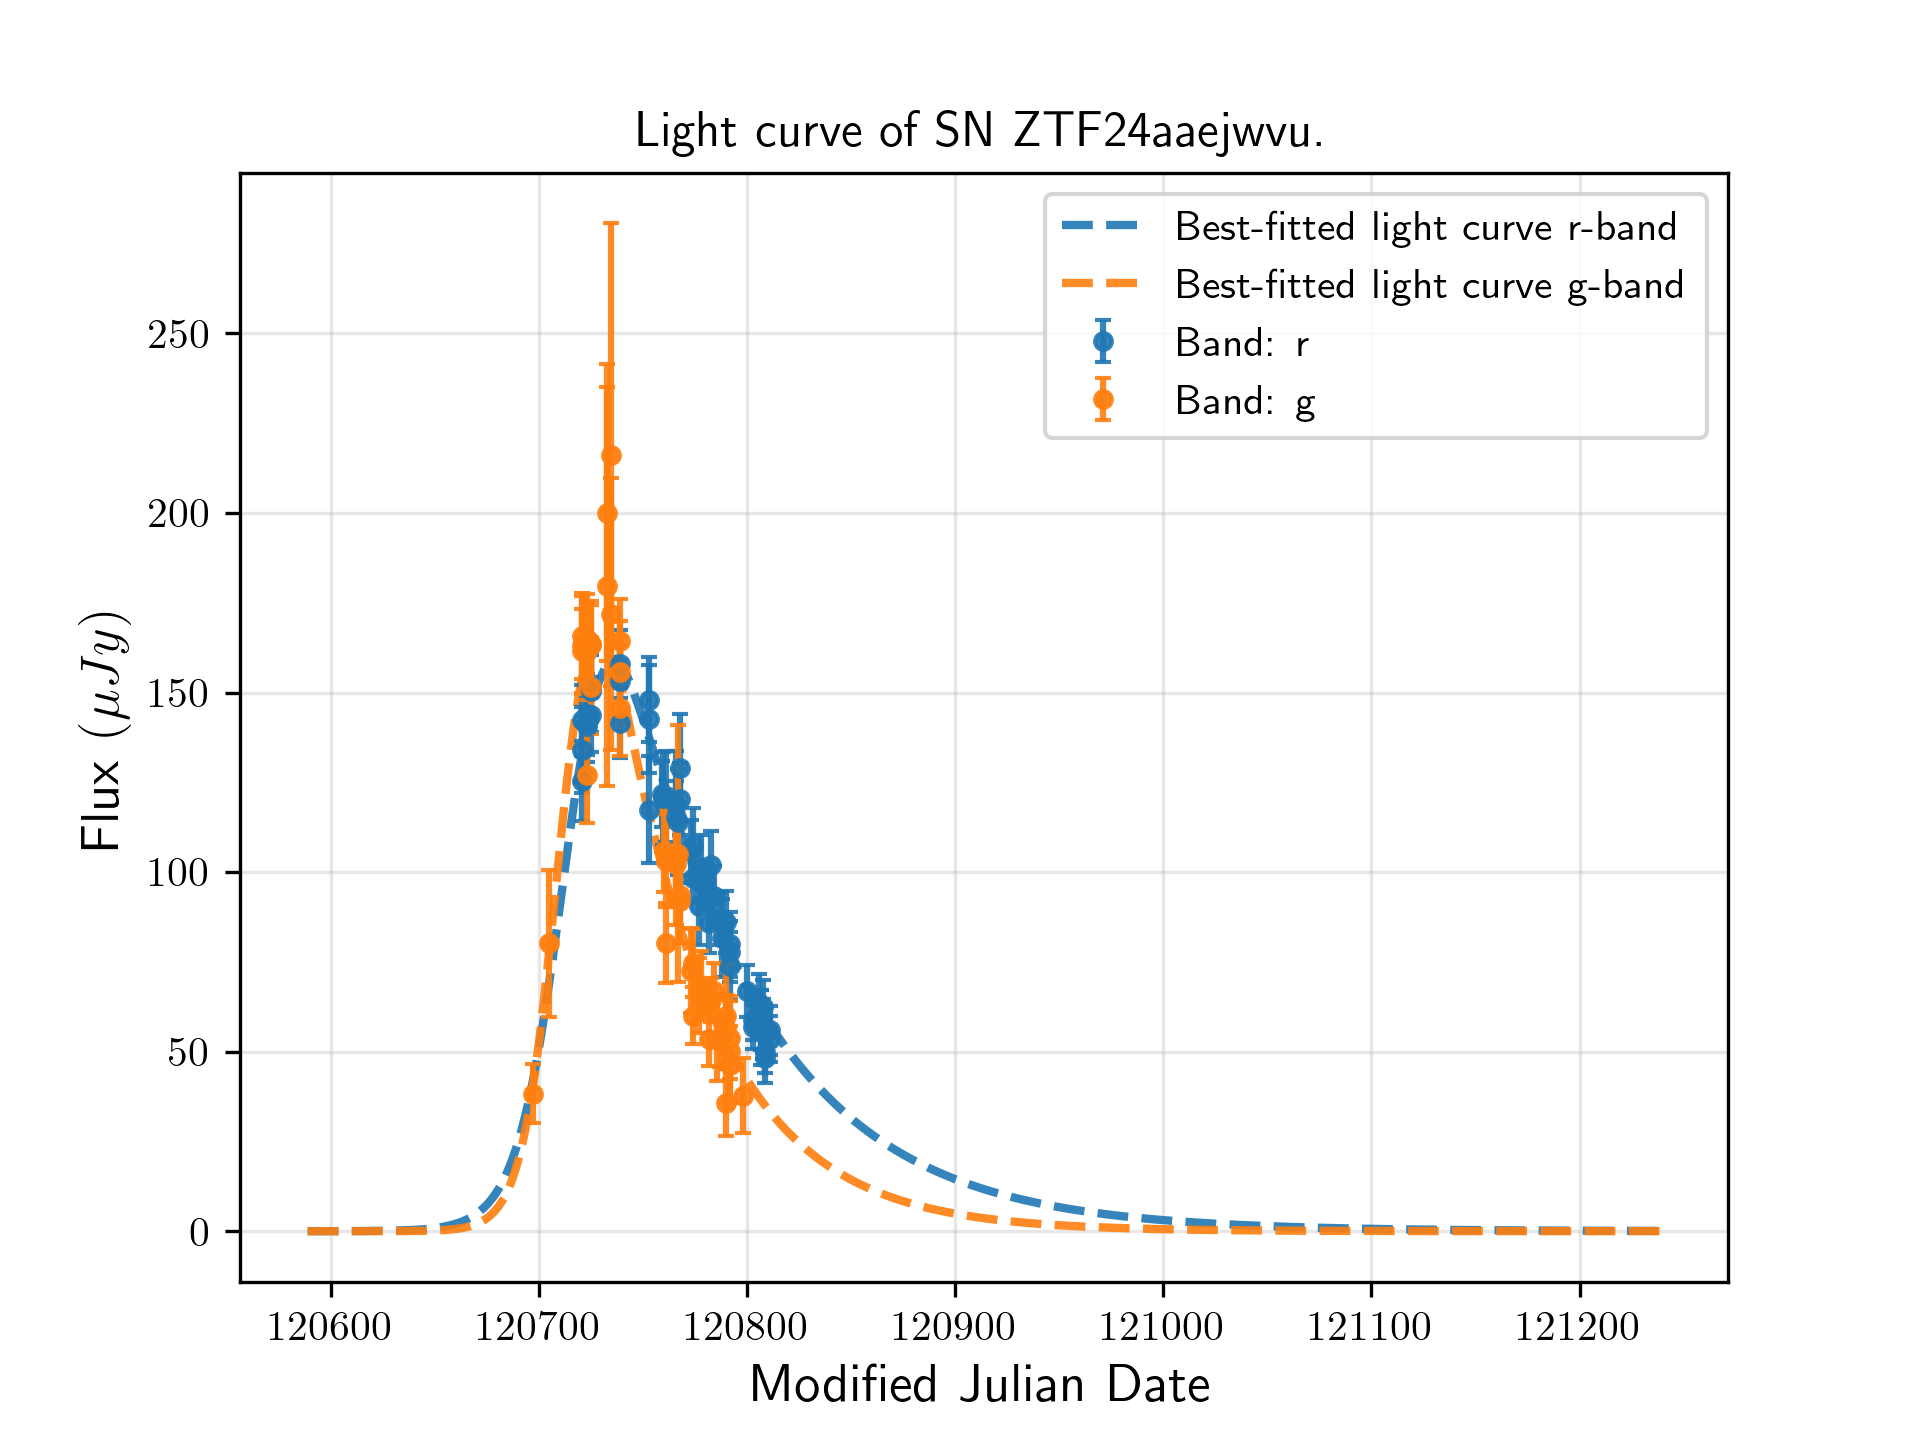 Light curve of SN ZTF24aaejwvu.
Best-fitted light curve r-band
Best-fitted light curve g-band
Band: r
Band: g
Flux (μJy)
250
200
150
100
50
0
120600 120700 120800 120900 121000 121100 121200
Modified Julian Date